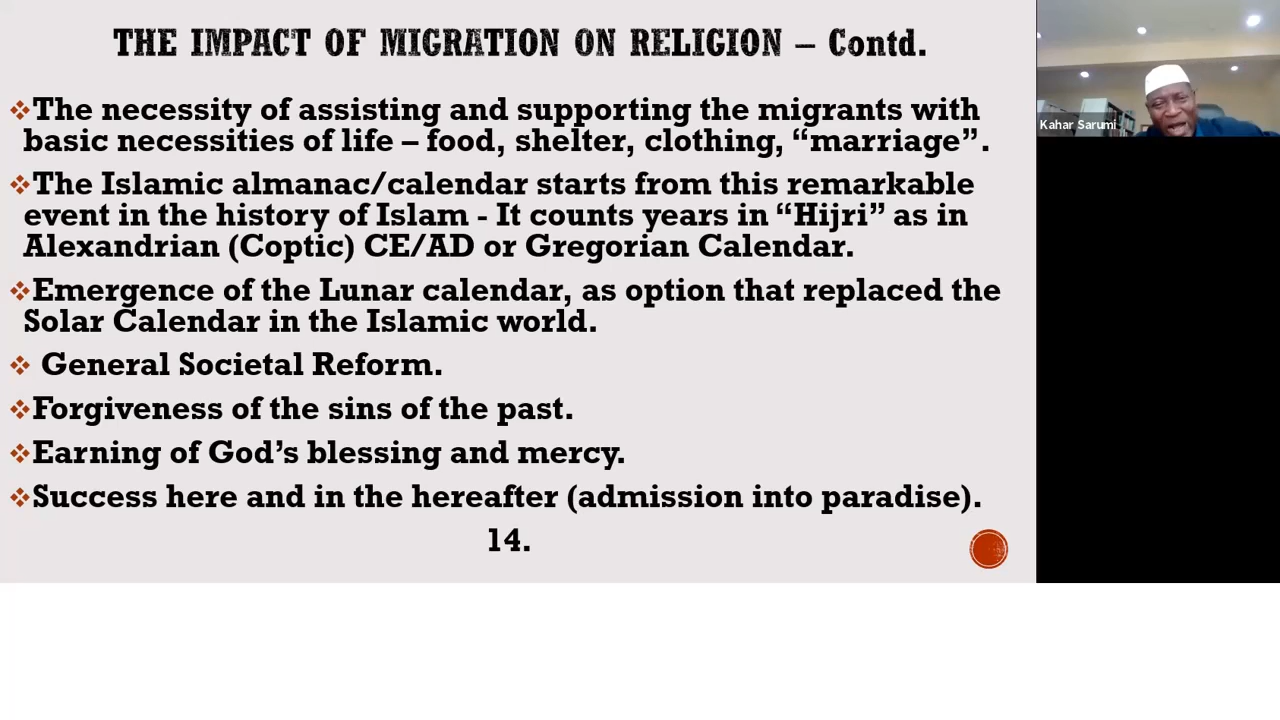 THE IMPACT OF MIGRATION ON RELIGION – Contd.
The necessity of assisting and supporting the migrants with
basic necessities of life – food, shelter, clothing, “marriage”.
The Islamic almanac/calendar starts from this remarkable
event in the history of Islam - It counts years in “Hijri” as in
Alexandrian (Coptic) CE/AD or Gregorian Calendar.
Emergence of the Lunar calendar, as option that replaced the
Solar Calendar in the Islamic world.
General Societal Reform.
Forgiveness of the sins of the past.
Earning of God’s blessing and mercy.
Success here and in the hereafter (admission into paradise).
14.
Kahar Sarumi